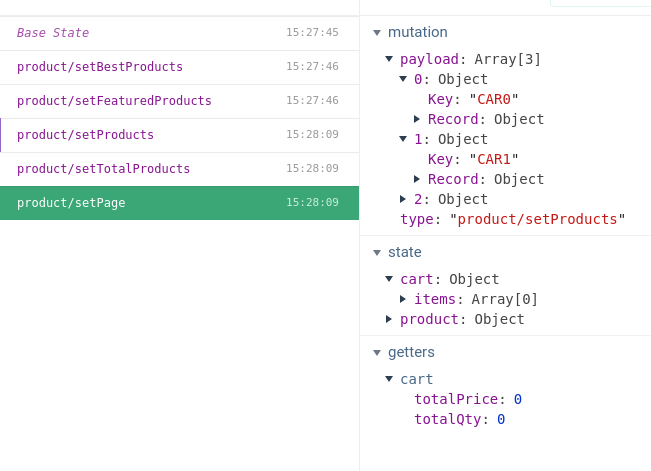 Base State 15:27:45
product/setBestProducts 15:27:46
product/setFeaturedProducts 15:27:46
product/setProducts 15:28:09
product/setTotalProducts 15:28:09
product/setPage 15:28:09
mutation
payload: Array[3]
0: Object
Key: "CAR0"
Record: Object
1: Object
Key: "CAR1"
Record: Object
2: Object
type: "product/setProducts"
state
cart: Object
items: Array[0]
product: Object
getters
cart
totalPrice: 0
totalQty: 0